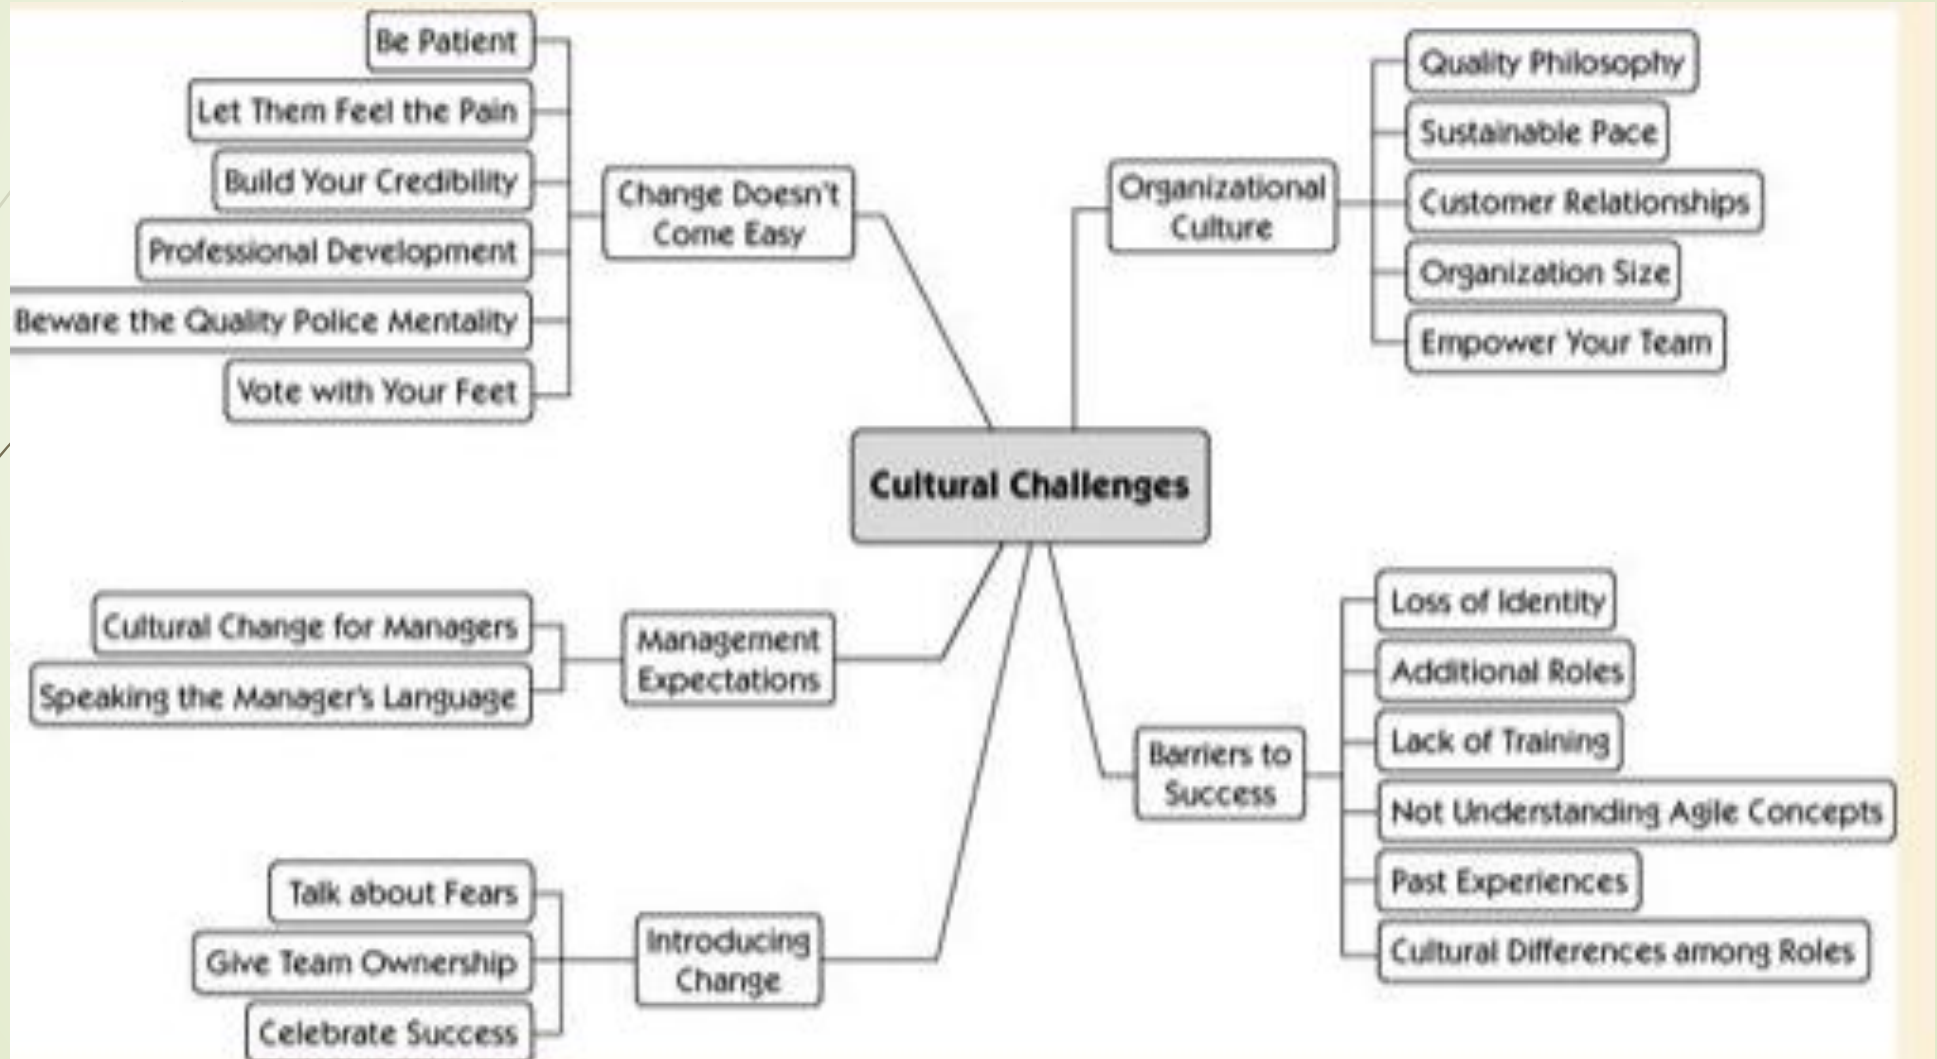 Be Patient
Let Them Feel the Pain
Build Your Credibility
Professional Development
Beware the Quality Police Mentality
Vote with Your Feet
Change Doesn't
Come Easy
Quality Philosophy
Sustainable Pace
Customer Relationships
Organization Size
Empower Your Team
Organizational
Culture
Cultural Challenges
Cultural Change for Managers
Speaking the Manager's Language
Management
Expectations
Loss of Identity
Additional Roles
Lack of Training
Not Understanding Agile Concepts
Past Experiences
Cultural Differences among Roles
Barriers to
Success
Talk about Fears
Give Team Ownership
Celebrate Success
Introducing
Change